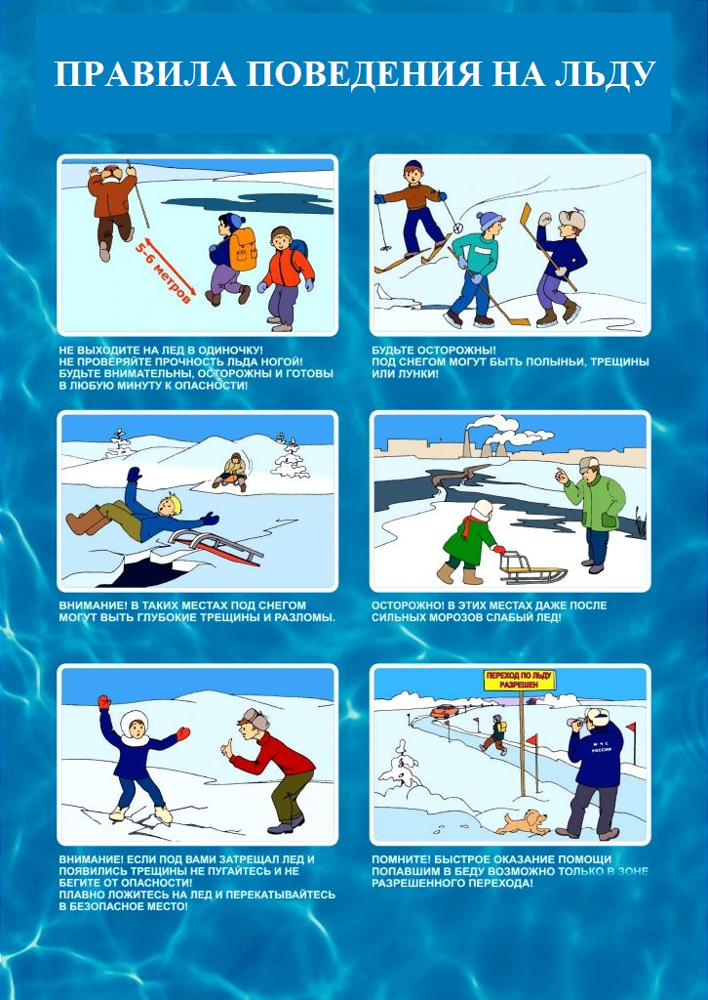 ПРАВИЛА ПОВЕДЕНИЯ НА ЛЬДУ
5-6 метров
НЕ ВЫХОДИТЕ НА ЛЕД В ОДИНОЧКУ!
НЕ ПРОВЕРЯЙТЕ ПРОЧНОСТЬ ЛЬДА НОГОЙ!
БУДЬТЕ ВНИМАТЕЛЬНЫ, ОСТОРОЖНЫ И ГОТОВЫ
В ЛЮБУЮ МИНУТУ К ОПАСНОСТИ!
БУДЬТЕ ОСТОРОЖНЫ!
ПОД СНЕГОМ МОГУТ БЫТЬ ПОЛЫНЬИ, ТРЕЩИНЫ
ИЛИ ЛУНКИ!
ВНИМАНИЕ! В ТАКИХ МЕСТАХ ПОД СНЕГОМ
МОГУТ ВЫТЬ ГЛУБОКИЕ ТРЕЩИНЫ И РАЗЛОМЫ.
ОСТОРОЖНО! В ЭТИХ МЕСТАХ ДАЖЕ ПОСЛЕ
СИЛЬНЫХ МОРОЗОВ СЛАБЫЙ ЛЕД!
ВНИМАНИЕ! ЕСЛИ ПОД ВАМИ ЗАТРЕЩАЛ ЛЕД И
ПОЯВИЛИСЬ ТРЕЩИНЫ НЕ ПУГАЙТЕСЬ И НЕ
БЕГИТЕ ОТ ОПАСНОСТИ!
ПЛАВНО ЛОЖИТЕСЬ НА ЛЕД И ПЕРЕКАТЫВАЙТЕСЬ
В БЕЗОПАСНОЕ МЕСТО!
ПЕРЕХОД ПО ЛЬДУ
РАЗРЕШЕН
МЧС
РОССИИ
ПОМНИТЕ! БЫСТРОЕ ОКАЗАНИЕ ПОМОЩИ
ПОПАВШИМ В БЕДУ ВОЗМОЖНО ТОЛЬКО В ЗОНЕ
РАЗРЕШЕННОГО ПЕРЕХОДА!